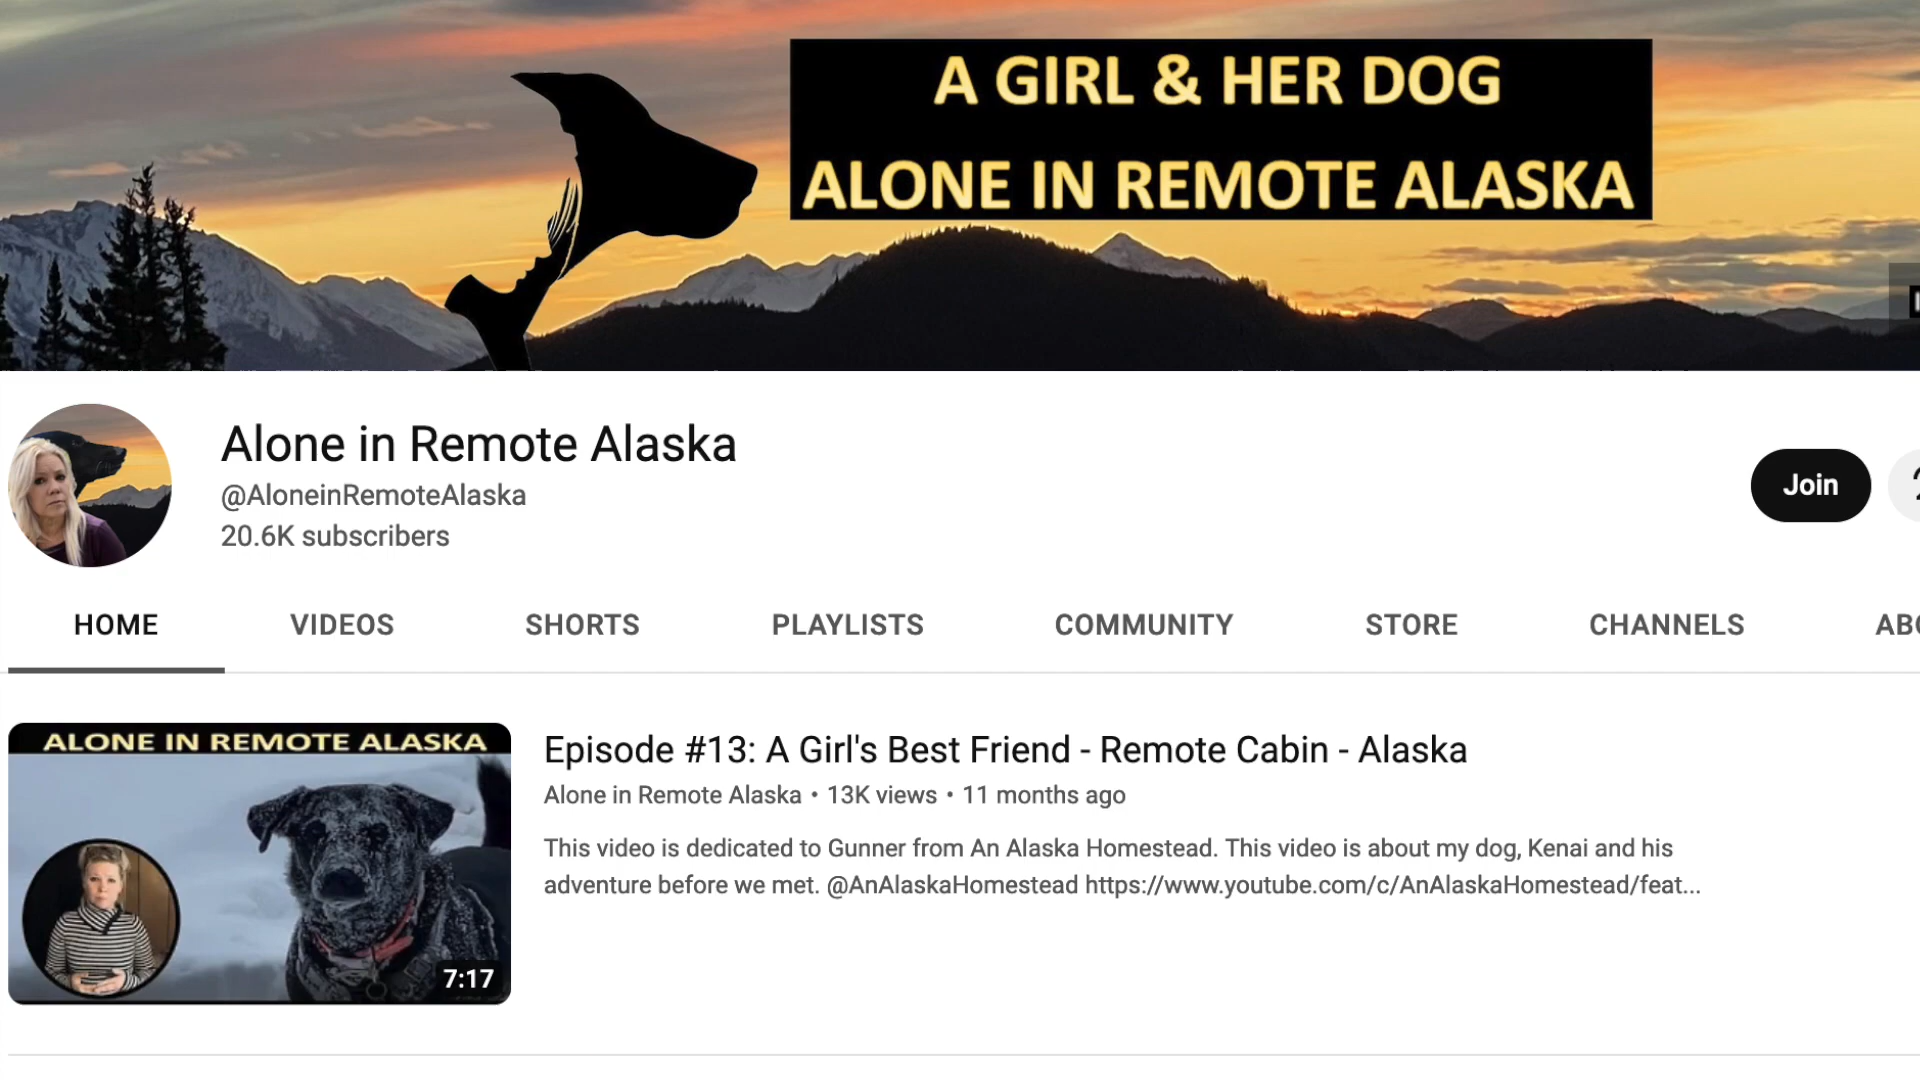 A GIRL & HER DOG
ALONE IN REMOTE ALASKA
Alone in Remote Alaska
@AloneinRemoteAlaska
20.6K subscribers
Join
HOME VIDEOS SHORTS PLAYLISTS COMMUNITY STORE CHANNELS
ALONE IN REMOTE ALASKA
7:17
Episode #13: A Girl's Best Friend - Remote Cabin - Alaska
Alone in Remote Alaska • 13K views • 11 months ago
This video is dedicated to Gunner from An Alaska Homestead. This video is about my dog, Kenai and his
adventure before we met. @AnAlaskaHomestead https://www.youtube.com/c/AnAlaskaHomestead/feat...